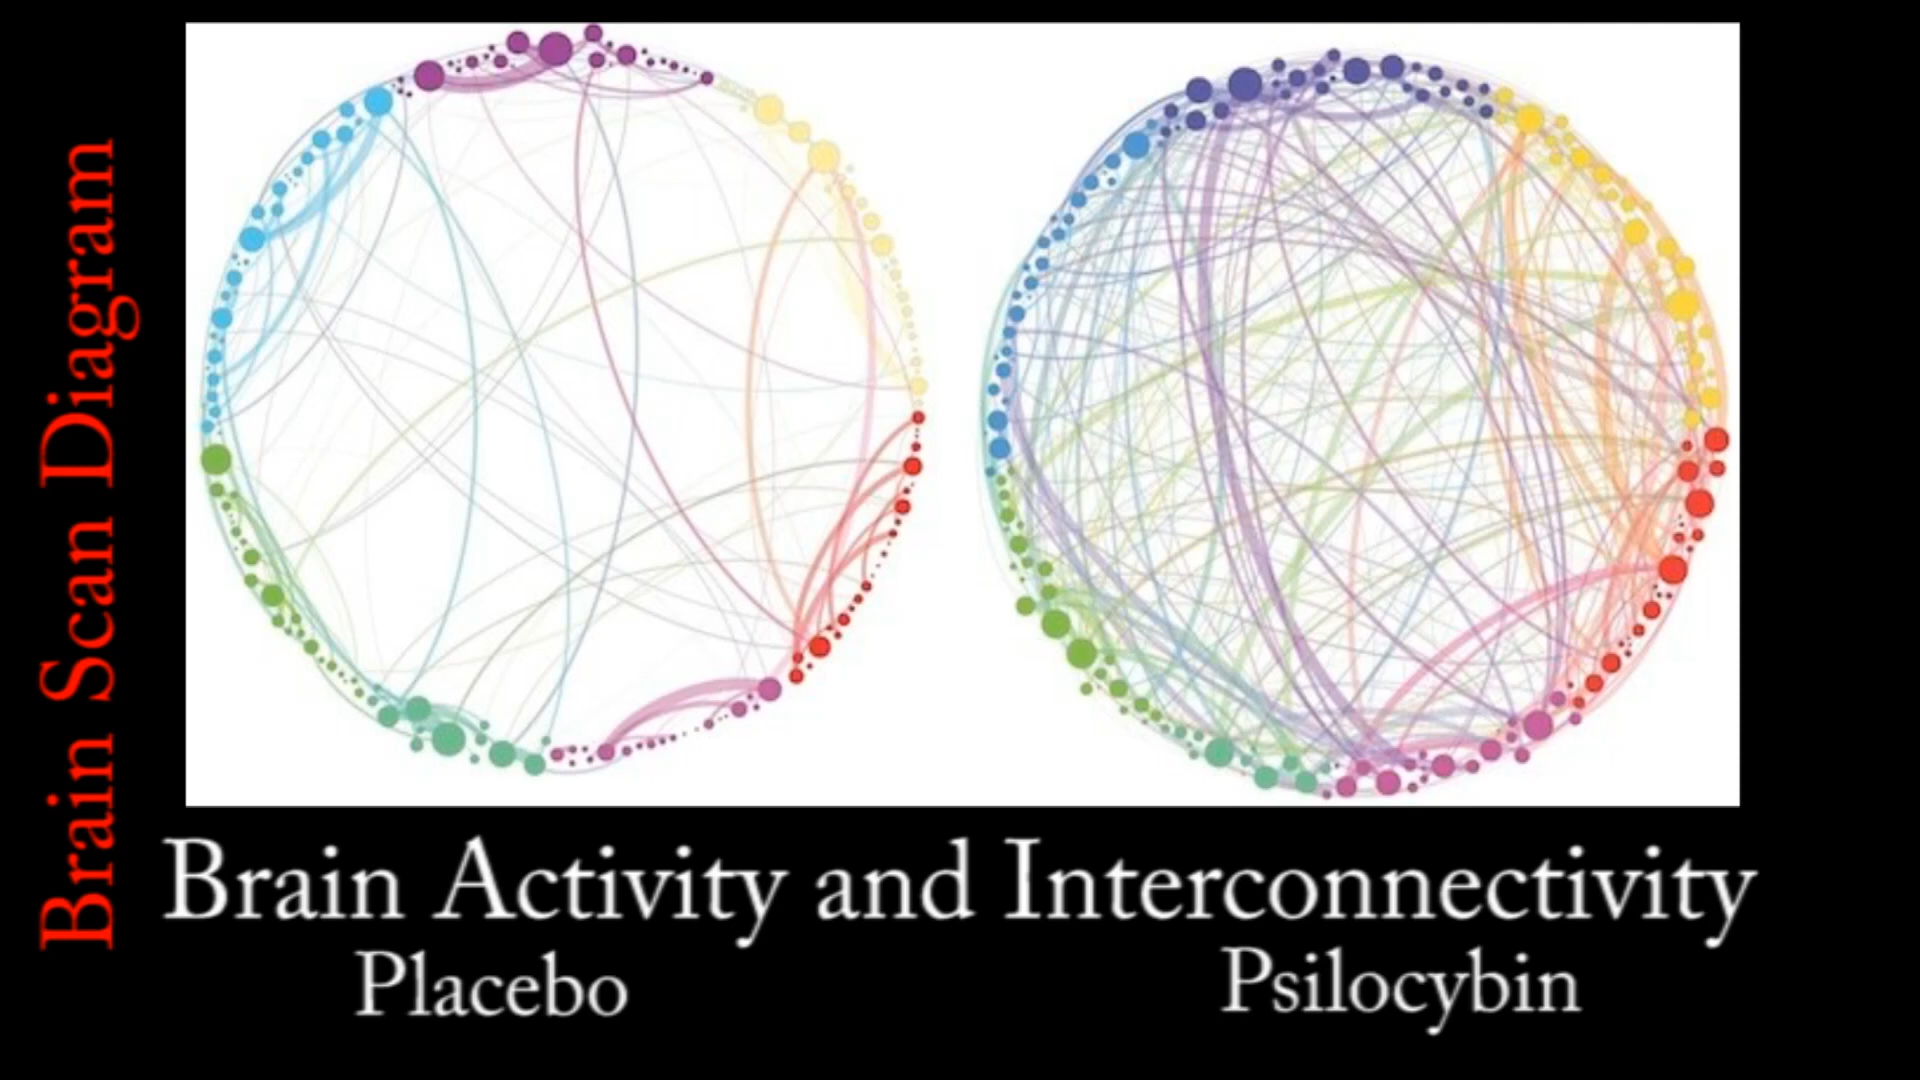 Brain Scan Diagram
Brain Activity and Interconnectivity
Placebo
Psilocybin